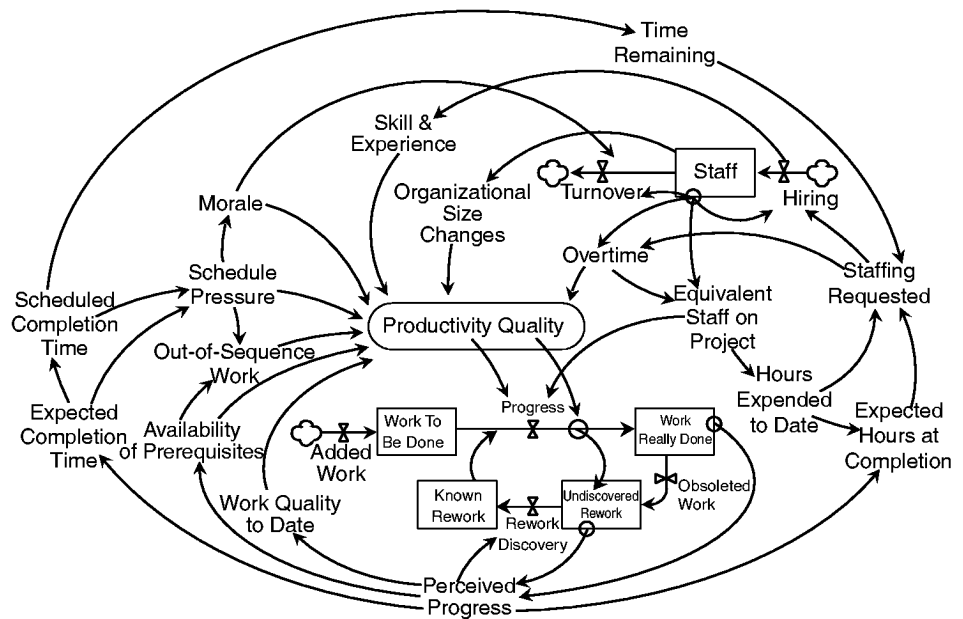 Time
Remaining
Skill &
Experience
Staff
Turnover
Hiring
Morale
Organizational
Size
Changes
Overtime
Schedule
Pressure
Staffing
Requested
Scheduled
Completion
Time
Equivalent
Staff on
Project
Productivity Quality
Out-of-Sequence
Work
Hours
Expended
to Date
Expected
Completion
Time
Availability
of Prerequisites
Progress
Added
Work
Work To
Be Done
Work
Really Done
Expected
Hours at
Completion
Work Quality
to Date
Known
Rework
Rework
Discovery
Undiscovered
Rework
Obsoleted
Work
Perceived
Progress